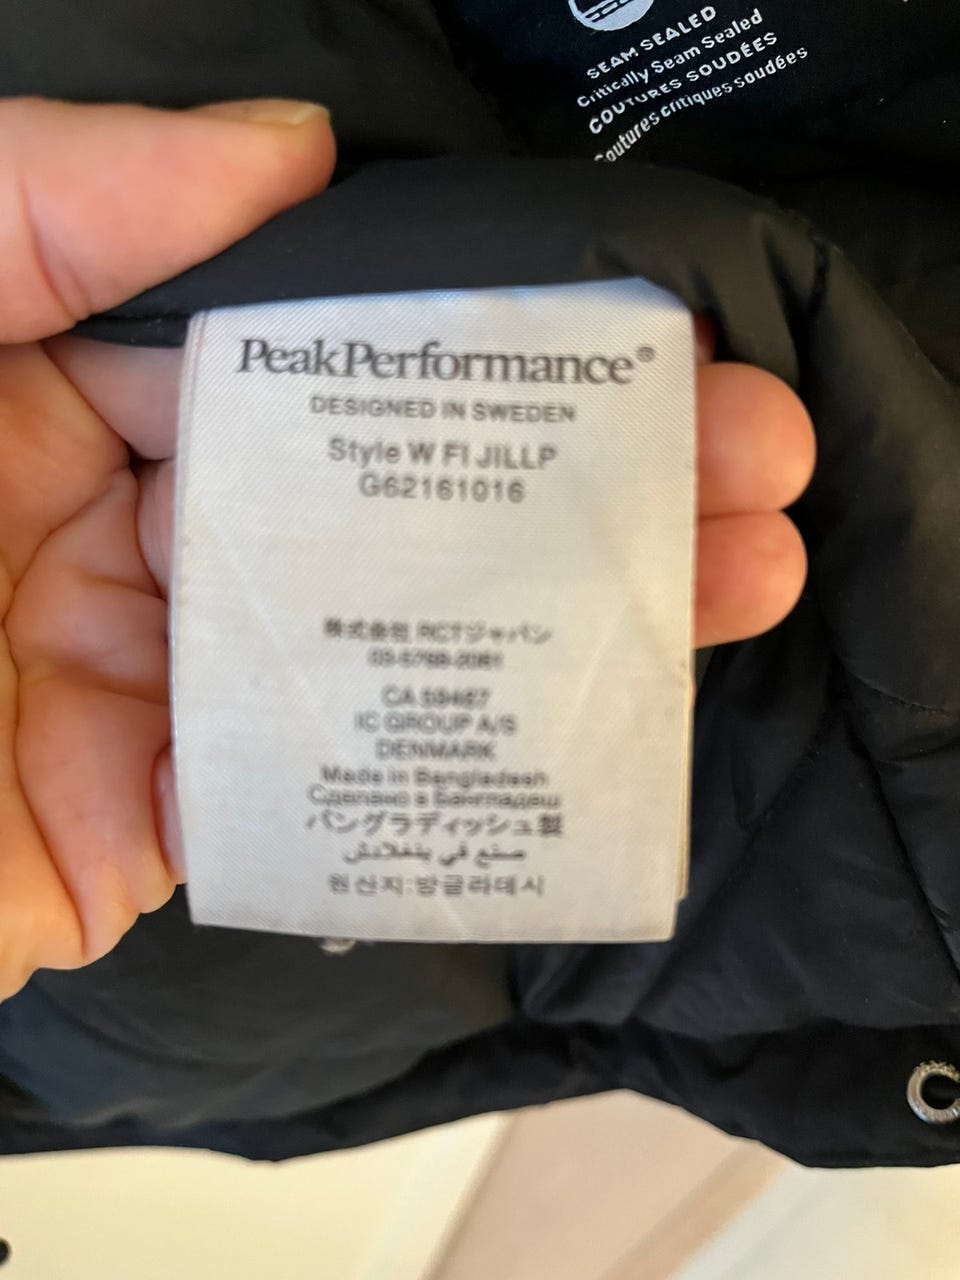 SEAM SEALED
Critically Seam Sealed
COUTURES SOUDÉES
Coutures critiques soudées
PeakPerformance®
DESIGNED IN SWEDEN
Style W FI JILLP
G62161016
株式会社 RCTジャパン
03-5798-2081
CA 59467
IC GROUP A/S
DENMARK
Made in Bangladesh
Сделано в Бангладеш
バングラディッシュ製
صنع في بنغلادش
원산지:방글라데시